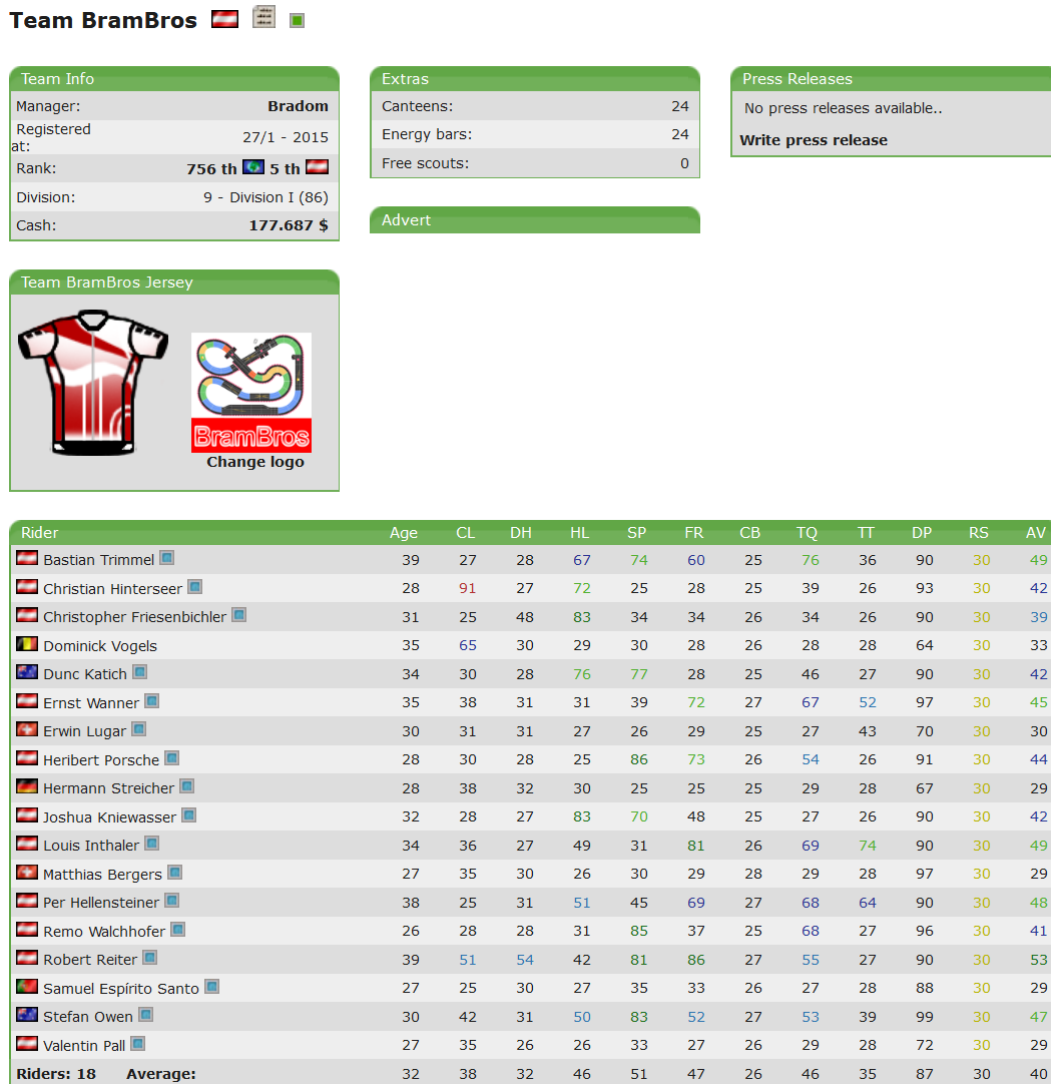 Team BramBros
Team Info
Manager: Bradom
Registered at: 27/1 - 2015
Rank: 756 th 5 th
Division: 9 - Division I (86)
Cash: 177.687 $
Extras
Canteens: 24
Energy bars: 24
Free scouts: 0
Advert
Press Releases
No press releases available..
Write press release
Team BramBros Jersey
BramBros
Change logo
Rider Age CL DH HL SP FR CB TQ TT DP RS AV
Bastian Trimmel 39 27 28 67 74 60 25 76 36 90 30 49
Christian Hinterseer 28 91 27 72 25 28 25 39 26 93 30 42
Christopher Friesenbichler 31 25 48 83 34 34 26 34 26 90 30 39
Dominick Vogels 35 65 30 29 30 28 26 28 28 64 30 33
Dunc Katich 34 30 28 76 77 28 25 46 27 90 30 42
Ernst Wanner 35 38 31 31 39 72 27 67 52 97 30 45
Erwin Lugar 30 31 31 27 26 29 25 27 43 70 30 30
Heribert Porsche 28 30 28 25 86 73 26 54 26 91 30 44
Hermann Streicher 28 38 32 30 25 25 25 29 28 67 30 29
Joshua Kniewasser 32 28 27 83 70 48 25 27 26 90 30 42
Louis Inthaler 34 36 27 49 31 81 26 69 74 90 30 49
Matthias Bergers 27 35 30 26 30 29 28 29 28 97 30 29
Per Hellensteiner 38 25 31 51 45 69 27 68 64 90 30 48
Remo Walchhofer 26 28 28 31 85 37 25 68 27 96 30 41
Robert Reiter 39 51 54 42 81 86 27 55 27 90 30 53
Samuel Espírito Santo 27 25 30 27 35 33 26 27 28 88 30 29
Stefan Owen 30 42 31 50 83 52 27 53 39 99 30 47
Valentin Pall 27 35 26 26 33 27 26 29 28 72 30 29
Riders: 18 Average: 32 38 32 46 51 47 26 46 35 87 30 40